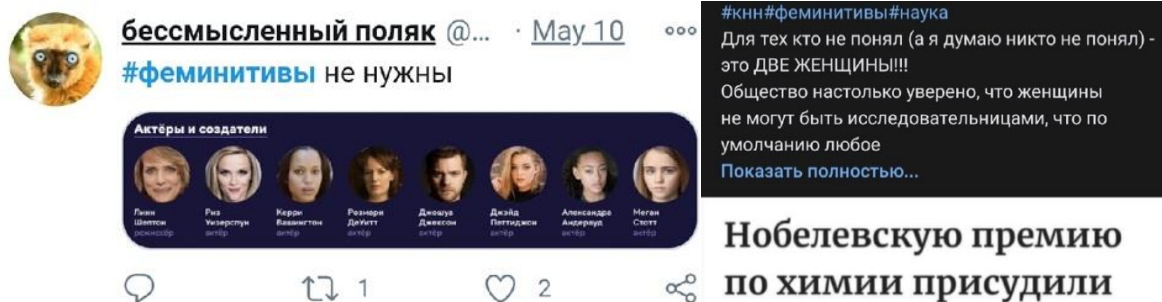 бессмысленный поляк @... · May 10
#феминитивы не нужны
Актёры и создатели
Линн Шелтон режиссёр
Риз Уизерспун актёр
Керри Вашингтон актёр
Розмари ДеУитт актёр
Джошуа Джексон актёр
Джэйд Петтиджон актёр
Александра Андервуд актёр
Меган Стотт актёр
1
2
#кнн#феминитивы#наука
Для тех кто не понял (а я думаю никто не понял) -
это ДВЕ ЖЕНЩИНЫ!!!
Общество настолько уверено, что женщины
не могут быть исследовательницами, что по
умолчанию любое
Показать полностью...
Нобелевскую премию
по химии присудили